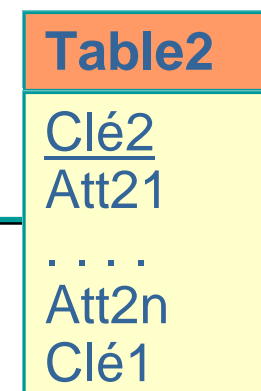 Table2
Clé2
Att21
. . . .
Att2n
Clé1